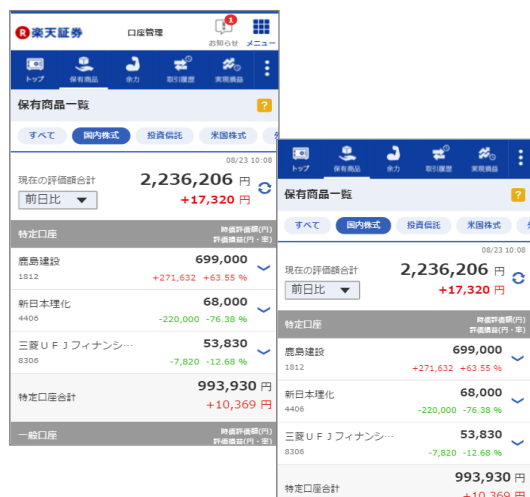 R 楽天証券
口座管理
1
お知らせ
メニュー
トップ
保有商品
余力
取引履歴
実現損益
保有商品一覧
?
すべて
国内株式
投資信託
米国株式
08/23 10:08
現在の評価額合計
2,236,206 円
前日比 ▼
+17,320 円
特定口座
時価評価額(円)
評価損益(円・率)
鹿島建設
699,000
1812
+271,632 +63.55 %
新日本理化
68,000
4406
-220,000 -76.38 %
三菱ＵＦＪフィナンシ…
53,830
8306
-7,820 -12.68 %
特定口座合計
993,930 円
+10,369 円
一般口座
時価評価額(円)
評価損益(円・率)
トップ
保有商品
余力
取引履歴
実現損益
保有商品一覧
?
すべて
国内株式
投資信託
米国株式
08/23 10:08
現在の評価額合計
2,236,206 円
前日比 ▼
+17,320 円
特定口座
時価評価額(円)
評価損益(円・率)
鹿島建設
699,000
1812
+271,632 +63.55 %
新日本理化
68,000
4406
-220,000 -76.38 %
三菱ＵＦＪフィナンシ…
53,830
8306
-7,820 -12.68 %
特定口座合計
993,930 円
+10,369 円